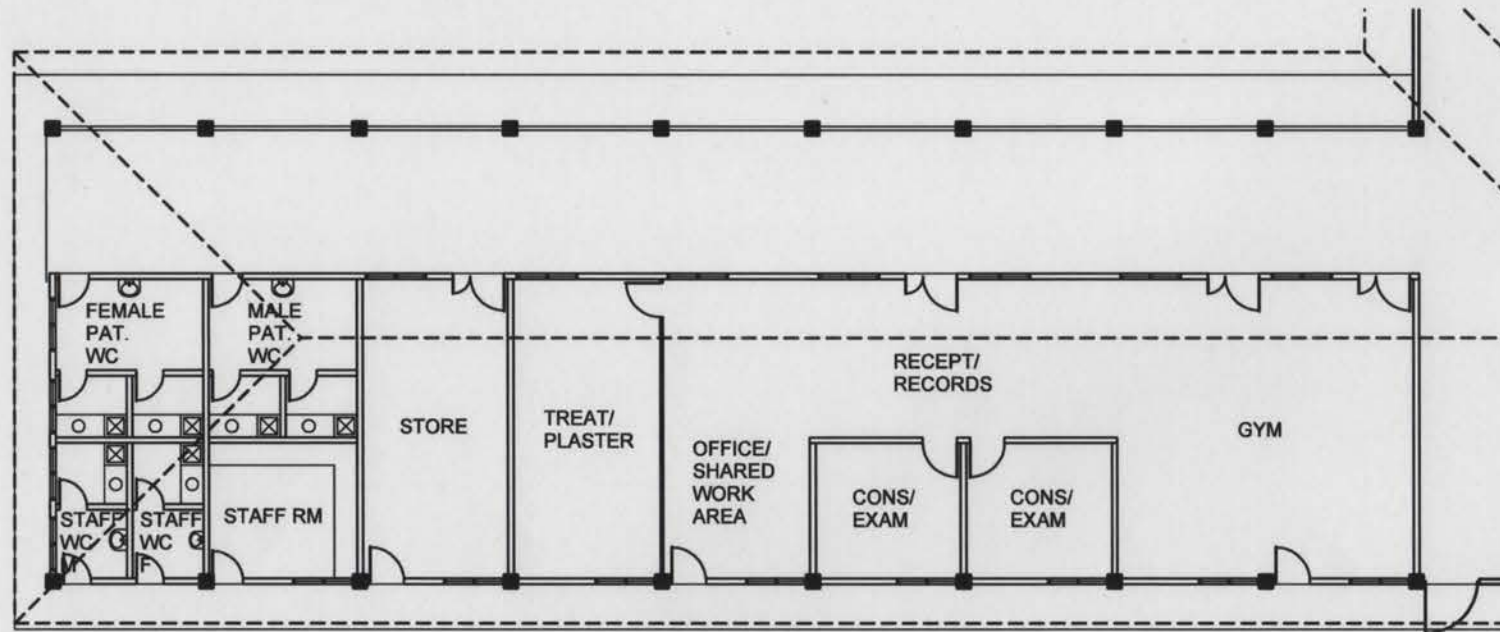 FEMALE
PAT.
WC
MALE
PAT.
WC
STORE
TREAT/
PLASTER
OFFICE/
SHARED
WORK
AREA
RECEPT/
RECORDS
CONS/
EXAM
CONS/
EXAM
GYM
STAFF
WC
M
STAFF
WC
F
STAFF RM